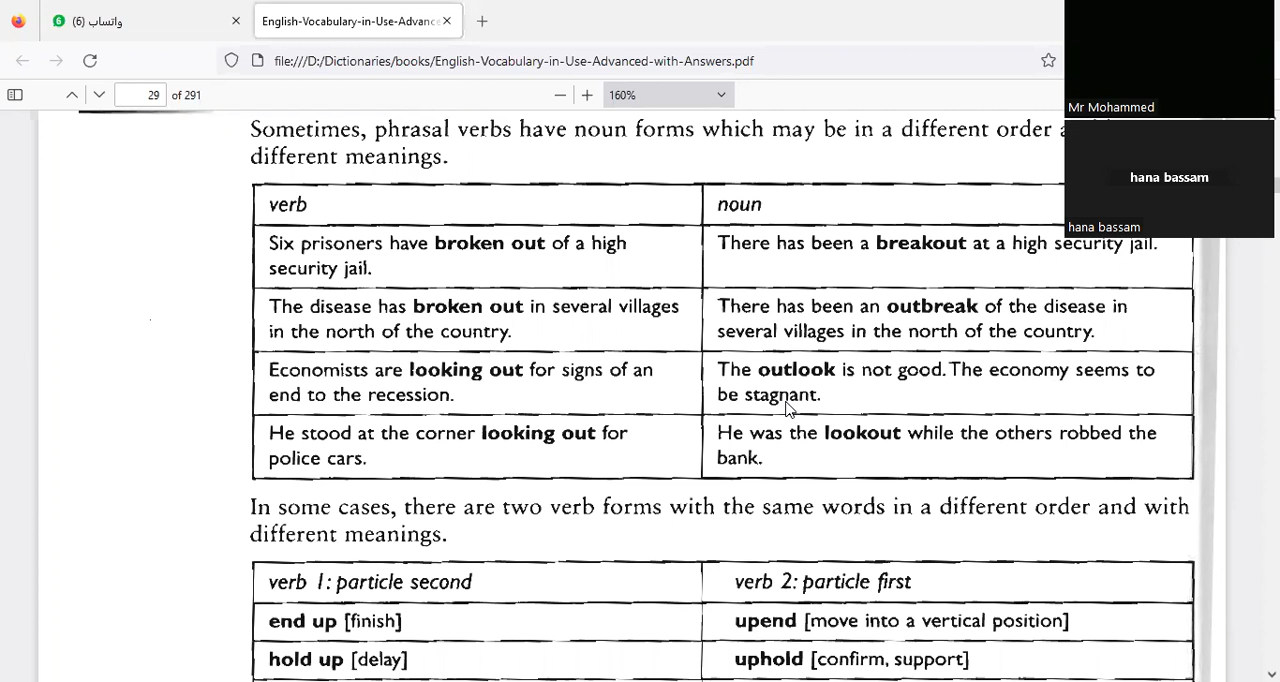 واتساب (6)
English-Vocabulary-in-Use-Advance
file:///D:/Dictionaries/books/English-Vocabulary-in-Use-Advanced-with-Answers.pdf
29 of 291
160%
Mr Mohammed
hana bassam
hana bassam
Sometimes, phrasal verbs have noun forms which may be in a different order
different meanings.
verb
noun
Six prisoners have broken out of a high
security jail.
There has been a breakout at a high security jail.
The disease has broken out in several villages
in the north of the country.
There has been an outbreak of the disease in
several villages in the north of the country.
Economists are looking out for signs of an
end to the recession.
The outlook is not good. The economy seems to
be stagnant.
He stood at the corner looking out for
police cars.
He was the lookout while the others robbed the
bank.
In some cases, there are two verb forms with the same words in a different order and with
different meanings.
verb 1: particle second
verb 2: particle first
end up [finish]
upend [move into a vertical position]
hold up [delay]
uphold [confirm, support]